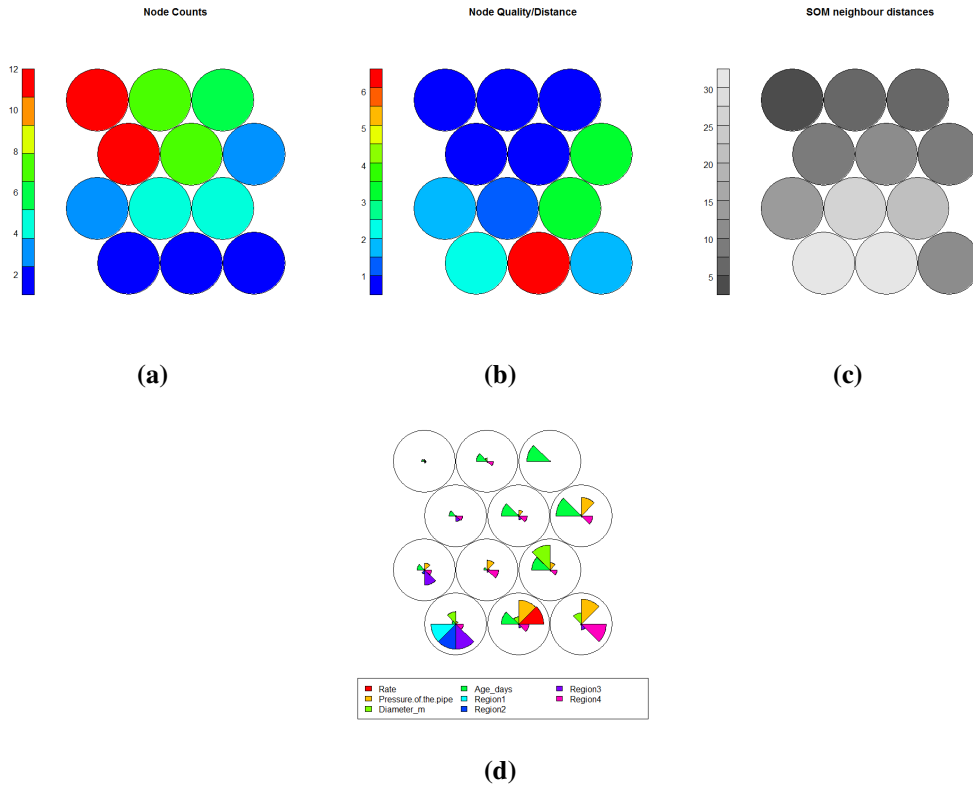 Node Counts
12
10
8
6
4
2
(a)
Node Quality/Distance
6
5
4
3
2
1
(b)
SOM neighbour distances
30
25
20
15
10
5
(c)
Rate
Pressure.of.the.pipe
Diameter_m
Age_days
Region1
Region2
Region3
Region4
(d)